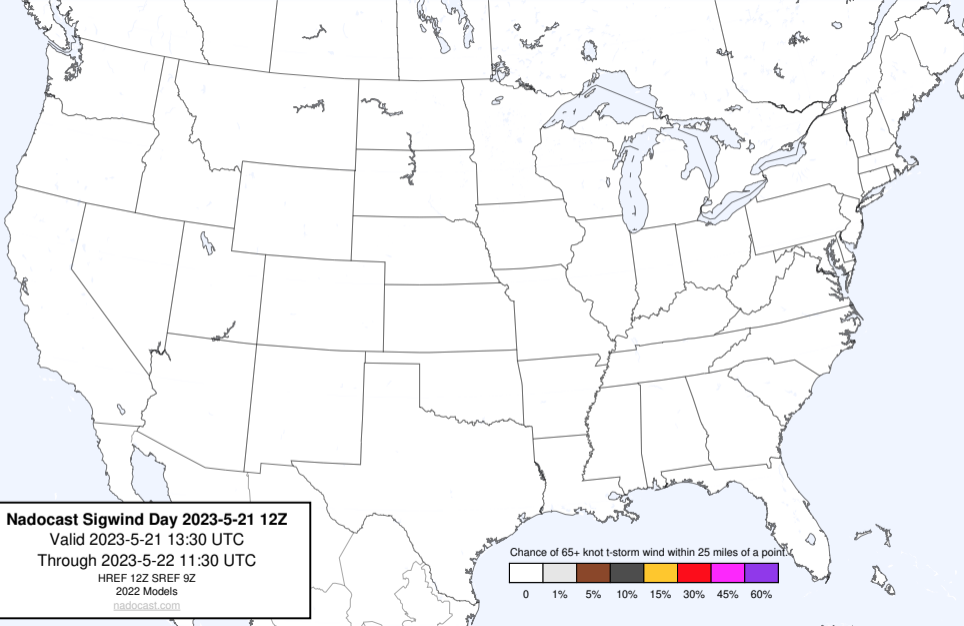 Nadocast Sigwind Day 2023-5-21 12Z
Valid 2023-5-21 13:30 UTC
Through 2023-5-22 11:30 UTC
HREF 12Z SREF 9Z
2022 Models
nadocast.com
Chance of 65+ knot t-storm wind within 25 miles of a point.
0 1% 5% 10% 15% 30% 45% 60%